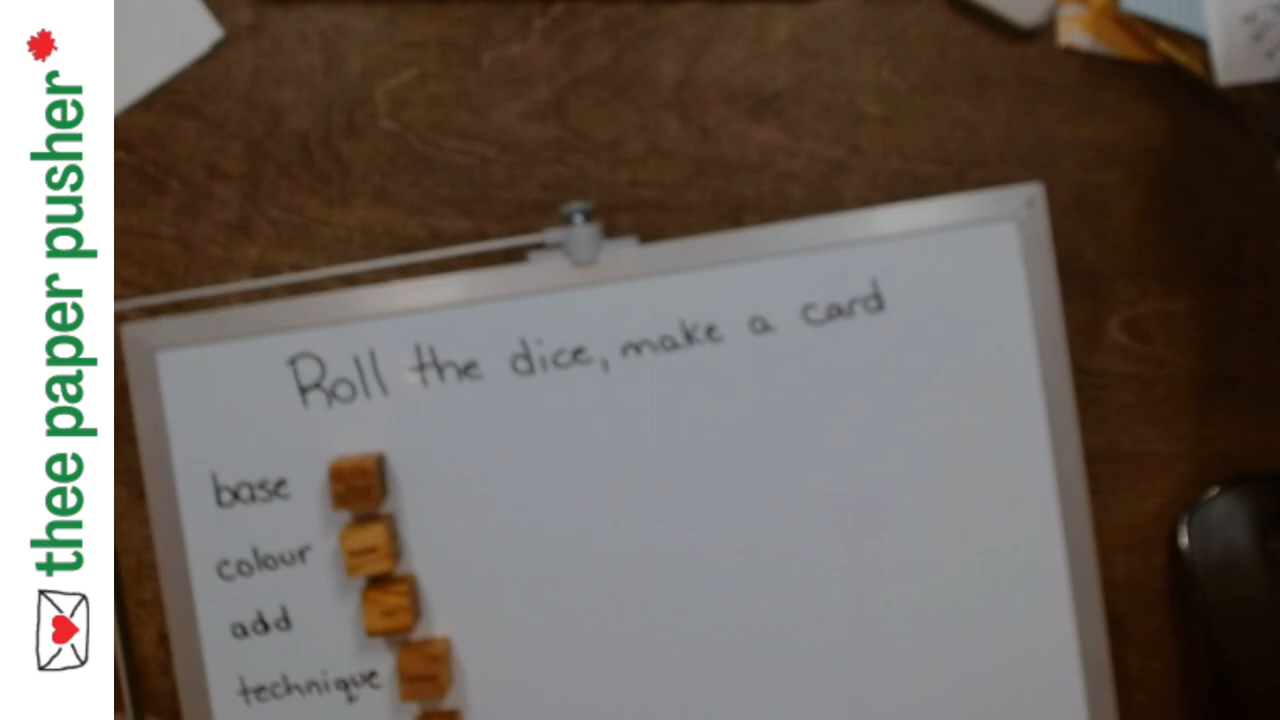 thee paper pusher
Roll the dice, make a card
base
colour
add
technique